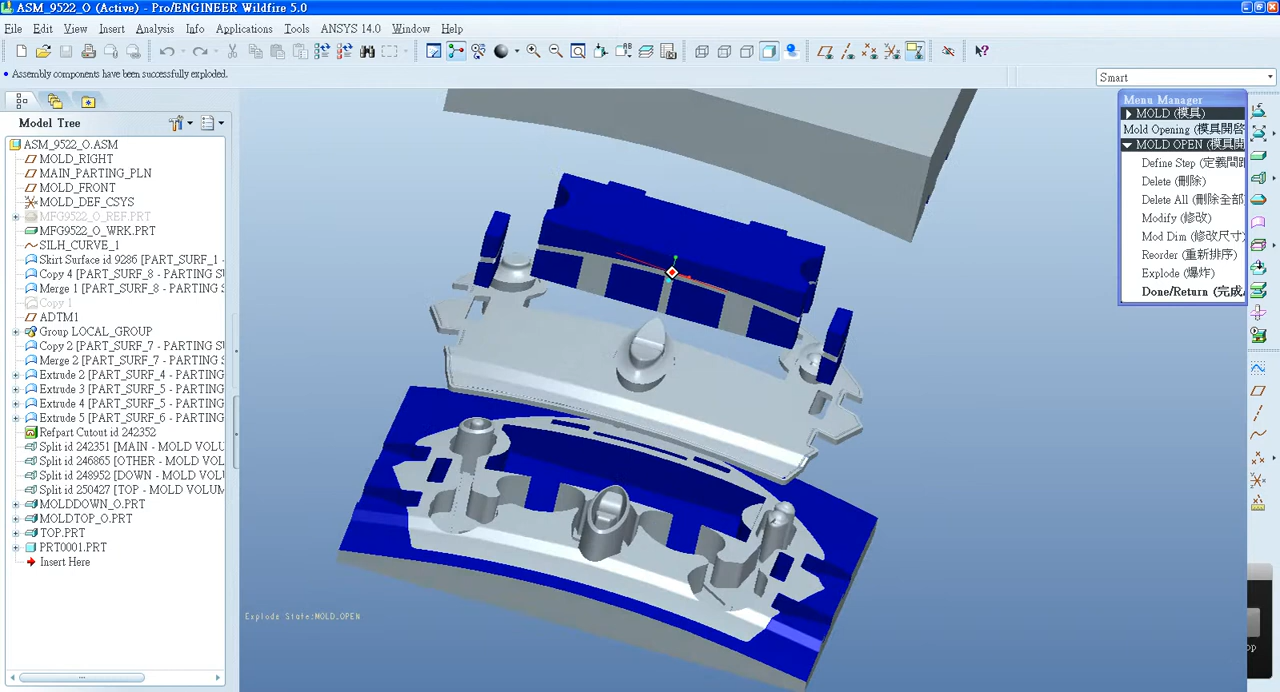 ASM_9522_O (Active) - Pro/ENGINEER Wildfire 5.0
File Edit View Insert Analysis Info Applications Tools ANSYS 14.0 Window Help
Assembly components have been successfully exploded.
Smart
Model Tree
ASM_9522_O.ASM
MOLD_RIGHT
MAIN_PARTING_PLN
MOLD_FRONT
MOLD_DEF_CSYS
MFG9522_O_REF.PRT
MFG9522_O_WRK.PRT
SILH_CURVE_1
Skirt Surface id 9286 [PART_SURF_1 -
Copy 4 [PART_SURF_8 - PARTING S
Merge 1 [PART_SURF_8 - PARTING
Copy 1
ADTM1
Group LOCAL_GROUP
Copy 2 [PART_SURF_7 - PARTING S
Merge 2 [PART_SURF_7 - PARTING
Extrude 2 [PART_SURF_4 - PARTING
Extrude 3 [PART_SURF_5 - PARTING
Extrude 4 [PART_SURF_5 - PARTING
Extrude 5 [PART_SURF_6 - PARTING
Refpart Cutout id 242352
Split id 242351 [MAIN - MOLD VOL
Split id 246865 [OTHER - MOLD VOL
Split id 248952 [DOWN - MOLD VOL
Split id 250427 [TOP - MOLD VOLUM
MOLDDOWN_O.PRT
MOLDTOP_O.PRT
TOP.PRT
PRT0001.PRT
Insert Here
Explode State:MOLD_OPEN
Menu Manager
MOLD (模具)
Mold Opening (模具開啓
MOLD OPEN (模具開
Define Step (定義間距
Delete (刪除)
Delete All (刪除全部
Modify (修改)
Mod Dim (修改尺寸)
Reorder (重新排序)
Explode (爆炸)
Done/Return (完成
op